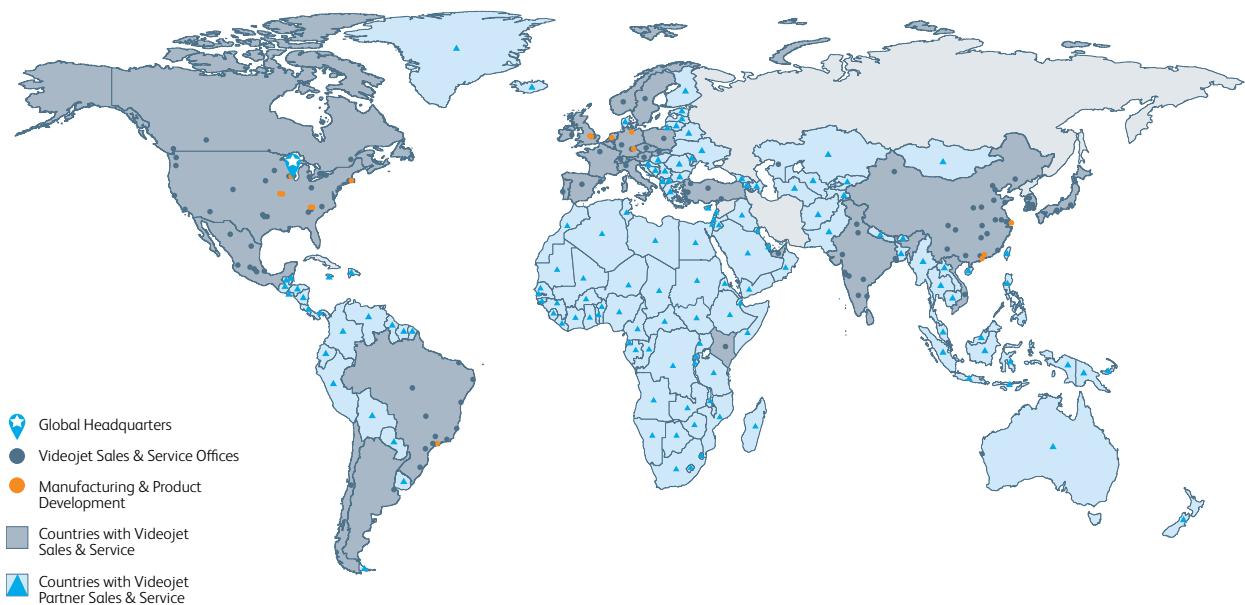 Global Headquarters
Videojet Sales & Service Offices
Manufacturing & Product
Development
Countries with Videojet
Sales & Service
Countries with Videojet
Partner Sales & Service